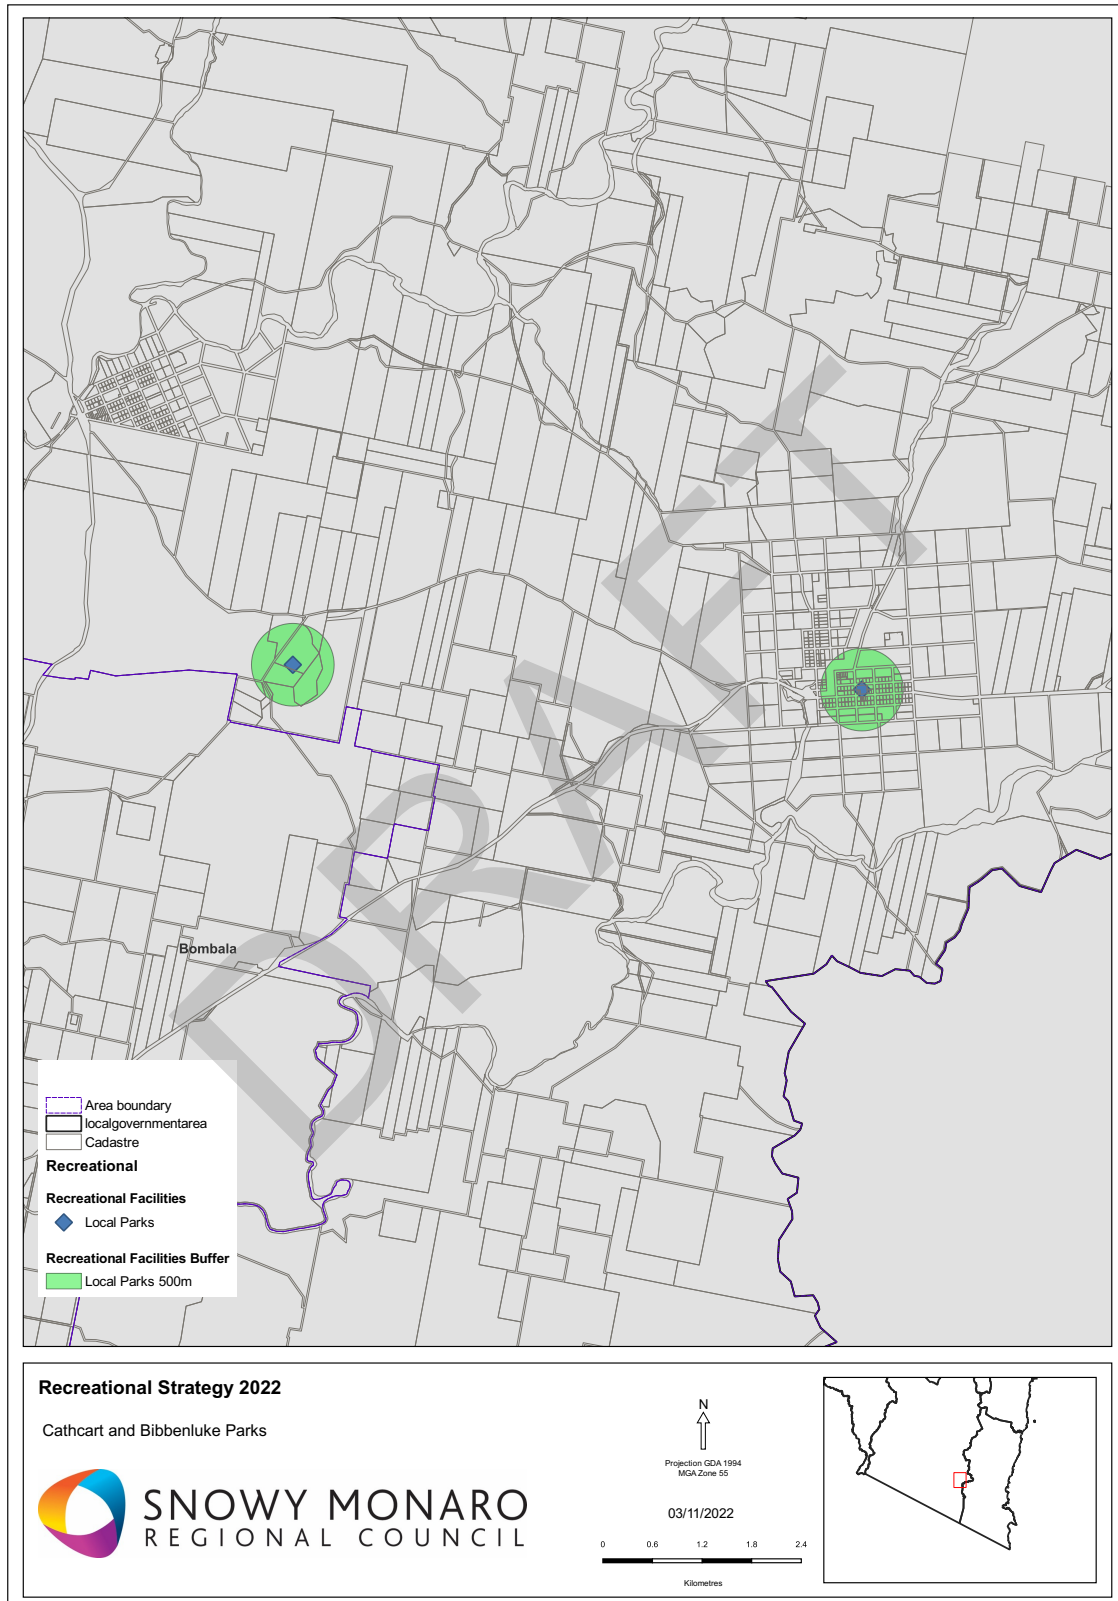 DRAFT
Bombala
Area boundary
localgovernmentarea
Cadastre
Recreational
Recreational Facilities
Local Parks
Recreational Facilities Buffer
Local Parks 500m
Recreational Strategy 2022
Cathcart and Bibbenluke Parks
SNOWY MONARO
REGIONAL COUNCIL
N
Projection GDA 1994
MGA Zone 55
03/11/2022
0 0.6 1.2 1.8 2.4
Kilometres